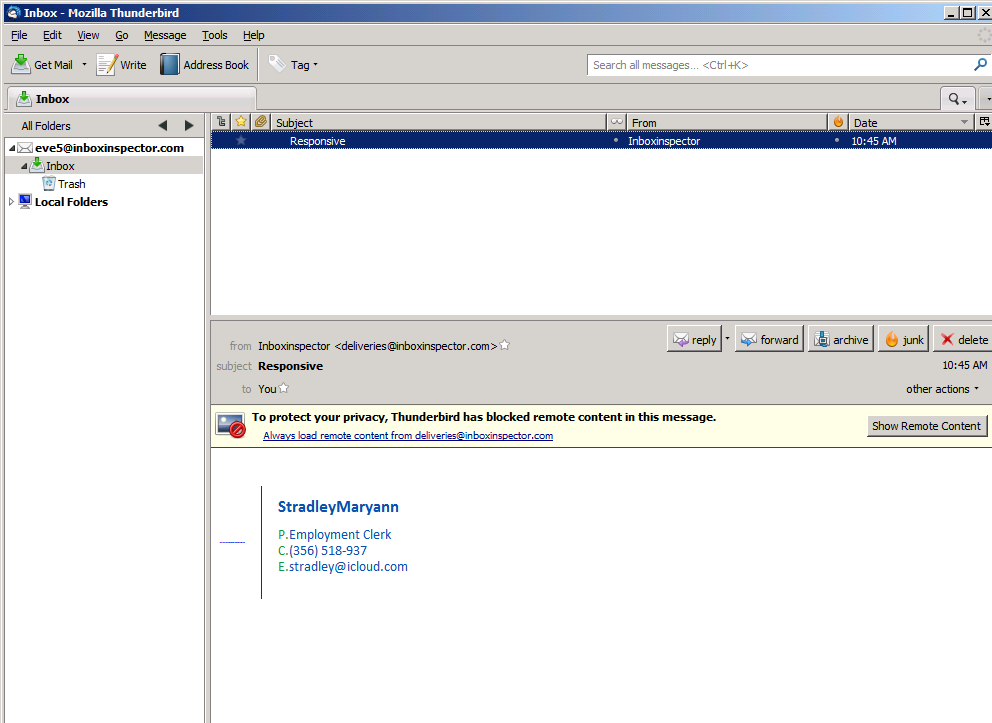 Inbox - Mozilla Thunderbird
File Edit View Go Message Tools Help
Get Mail Write Address Book Tag Search all messages... <Ctrl+K>
Inbox
All Folders
Subject From Date
Responsive Inboxinspector 10:45 AM
eve5@inboxinspector.com
Inbox
Trash
Local Folders
reply forward archive junk delete
from Inboxinspector <deliveries@inboxinspector.com>
subject Responsive 10:45 AM
to You other actions
To protect your privacy, Thunderbird has blocked remote content in this message.
Always load remote content from deliveries@inboxinspector.com
Show Remote Content
StradleyMaryann
P.Employment Clerk
C.(356) 518-937
E.stradley@icloud.com